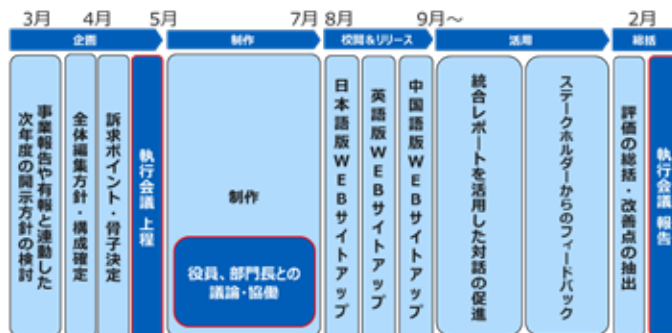 3月
4月
5月
7月
8月
9月～
2月
企画
制作
校閲＆リリース
活用
総括
事業報告や有報と連動した
次年度の開示方針の検討
全体編集方針・構成確定
訴求ポイント・骨子決定
執行会議 上程
制作
役員、部門長との
議論・協働
日本語版WEBサイトアップ
英語版WEBサイトアップ
中国語版WEBサイトアップ
統合レポートを活用した対話の促進
ステークホルダーからのフィードバック
評価の総括・改善点の抽出
執行会議 報告